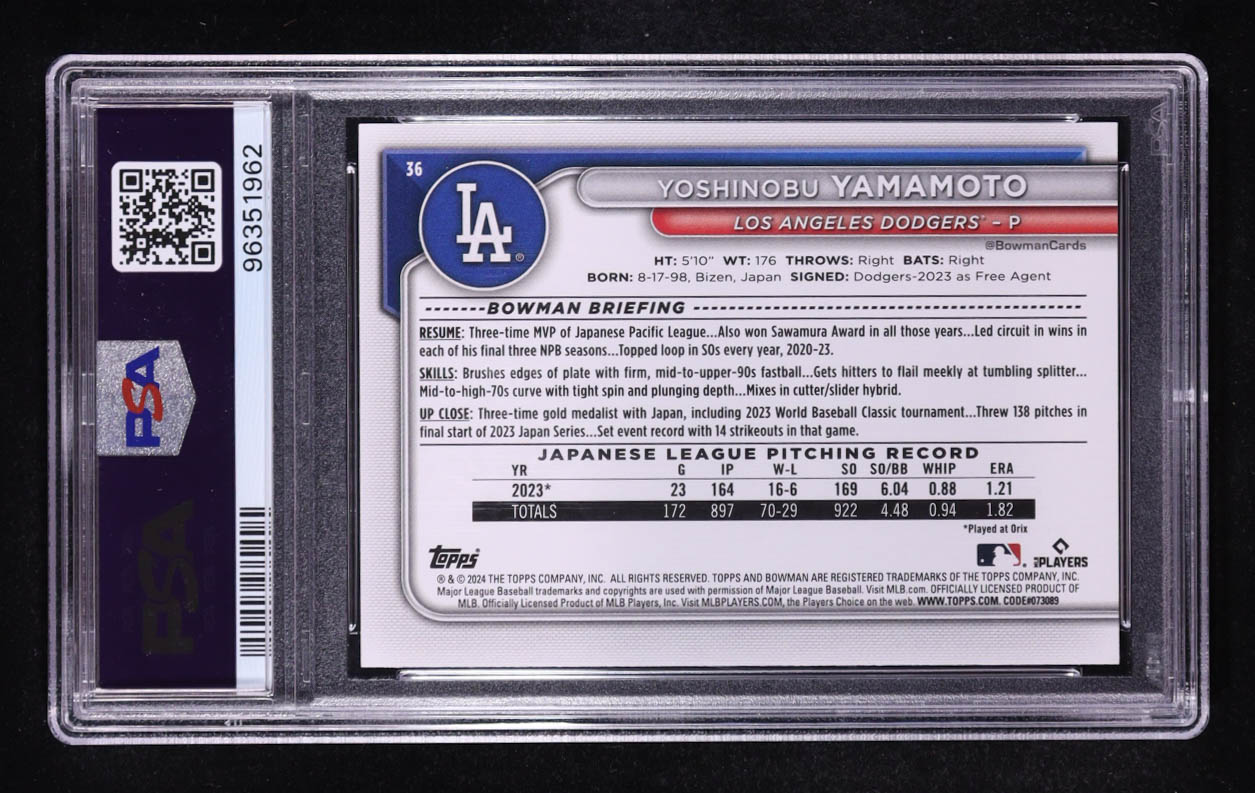 96351962
PSA
PSA
36
LA®
YOSHINOBU YAMAMOTO
LOS ANGELES DODGERS® – P
@BowmanCards
HT: 5'10" WT: 176 THROWS: Right BATS: Right
BORN: 8-17-98, Bizen, Japan SIGNED: Dodgers-2023 as Free Agent
BOWMAN BRIEFING
RESUME: Three-time MVP of Japanese Pacific League...Also won Sawamura Award in all those years...Led circuit in wins in
each of his final three NPB seasons...Topped loop in SOs every year, 2020-23.
SKILLS: Brushes edges of plate with firm, mid-to-upper-90s fastball...Gets hitters to flail meekly at tumbling splitter...
Mid-to-high-70s curve with tight spin and plunging depth...Mixes in cutter/slider hybrid.
UP CLOSE: Three-time gold medalist with Japan, including 2023 World Baseball Classic tournament...Threw 138 pitches in
final start of 2023 Japan Series...Set event record with 14 strikeouts in that game.
JAPANESE LEAGUE PITCHING RECORD
YR G IP W-L SO SO/BB WHIP ERA
2023* 23 164 16-6 169 6.04 0.88 1.21
TOTALS 172 897 70-29 922 4.48 0.94 1.82
*Played at Orix
Topps® PLAYERS
® & © 2024 THE TOPPS COMPANY, INC. ALL RIGHTS RESERVED. TOPPS AND BOWMAN ARE REGISTERED TRADEMARKS OF THE TOPPS COMPANY, INC.
Major League Baseball trademarks and copyrights are used with permission of Major League Baseball. Visit MLB.com. OFFICIALLY LICENSED PRODUCT OF
MLB. Officially Licensed Product of MLB Players, Inc. Visit MLBPLAYERS.COM, the Players Choice on the web. WWW.TOPPS.COM. CODE#073089
PSA